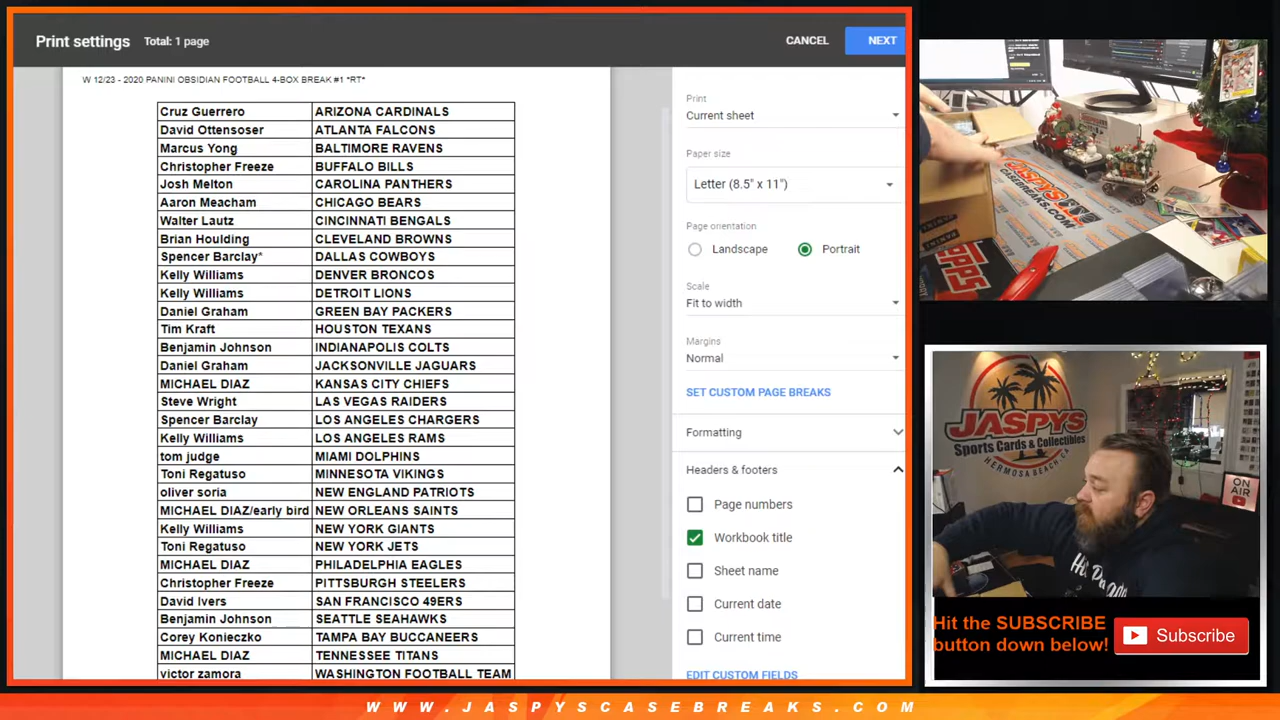 Print settings
Total: 1 page
CANCEL
NEXT
W 12/23 - 2020 PANINI OBSIDIAN FOOTBALL 4-BOX BREAK #1 *RT*
Cruz Guerrero ARIZONA CARDINALS
David Ottensoser ATLANTA FALCONS
Marcus Yong BALTIMORE RAVENS
Christopher Freeze BUFFALO BILLS
Josh Melton CAROLINA PANTHERS
Aaron Meacham CHICAGO BEARS
Walter Lautz CINCINNATI BENGALS
Brian Houlding CLEVELAND BROWNS
Spencer Barclay* DALLAS COWBOYS
Kelly Williams DENVER BRONCOS
Kelly Williams DETROIT LIONS
Daniel Graham GREEN BAY PACKERS
Tim Kraft HOUSTON TEXANS
Benjamin Johnson INDIANAPOLIS COLTS
Daniel Graham JACKSONVILLE JAGUARS
MICHAEL DIAZ KANSAS CITY CHIEFS
Steve Wright LAS VEGAS RAIDERS
Spencer Barclay LOS ANGELES CHARGERS
Kelly Williams LOS ANGELES RAMS
tom judge MIAMI DOLPHINS
Toni Regatuso MINNESOTA VIKINGS
oliver soria NEW ENGLAND PATRIOTS
MICHAEL DIAZ/early bird NEW ORLEANS SAINTS
Kelly Williams NEW YORK GIANTS
Toni Regatuso NEW YORK JETS
MICHAEL DIAZ PHILADELPHIA EAGLES
Christopher Freeze PITTSBURGH STEELERS
David Ivers SAN FRANCISCO 49ERS
Benjamin Johnson SEATTLE SEAHAWKS
Corey Konieczko TAMPA BAY BUCCANEERS
MICHAEL DIAZ TENNESSEE TITANS
victor zamora WASHINGTON FOOTBALL TEAM
Print
Current sheet
Paper size
Letter (8.5" x 11")
Page orientation
Landscape
Portrait
Scale
Fit to width
Margins
Normal
SET CUSTOM PAGE BREAKS
Formatting
Headers & footers
Page numbers
Workbook title
Sheet name
Current date
Current time
EDIT CUSTOM FIELDS
JASPYS
CASEBREAKS.COM
TOPPS
PANINI
JASPYS
Sports Cards & Collectibles
HERMOSA BEACH, CA
ON AIR
Hit the SUBSCRIBE
button down below!
Subscribe
WWW.JASPYSCASEBREAKS.COM